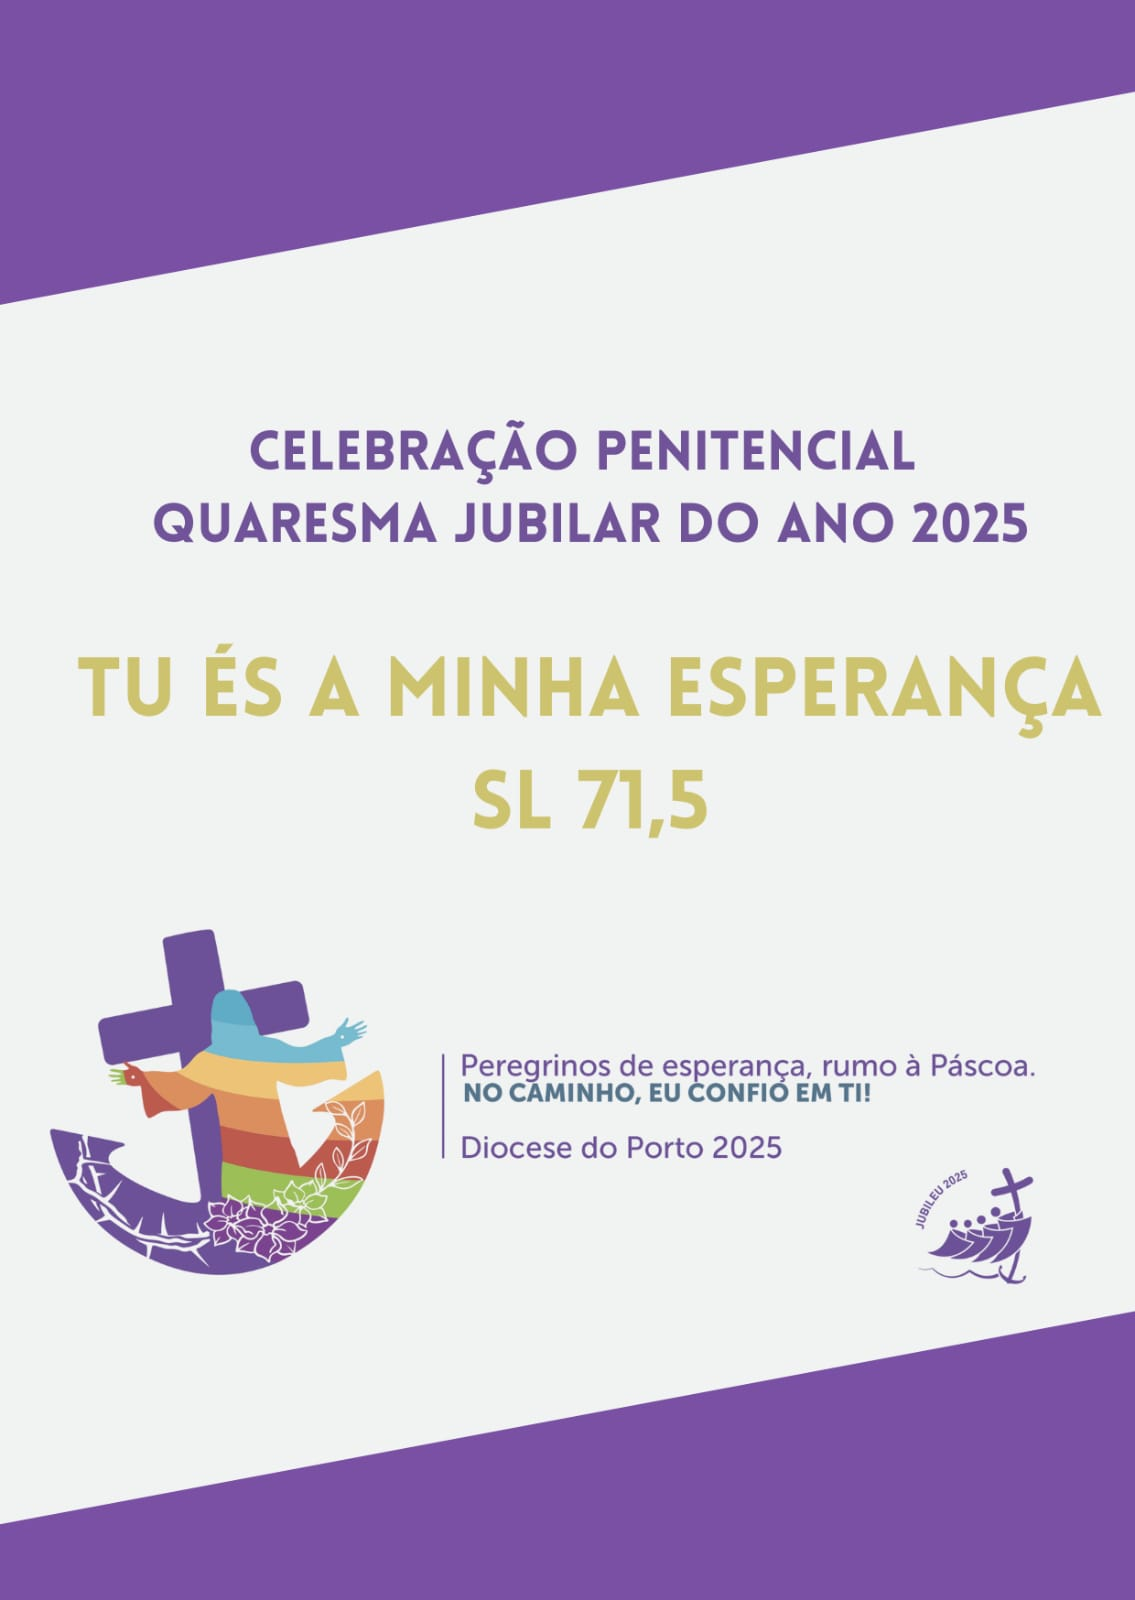 CELEBRAÇÃO PENITENCIAL
QUARESMA JUBILAR DO ANO 2025
TU ÉS A MINHA ESPERANÇA
SL 71,5
Peregrinos de esperança, rumo à Páscoa.
NO CAMINHO, EU CONFIO EM TI!
Diocese do Porto 2025
JUBILEU 2025